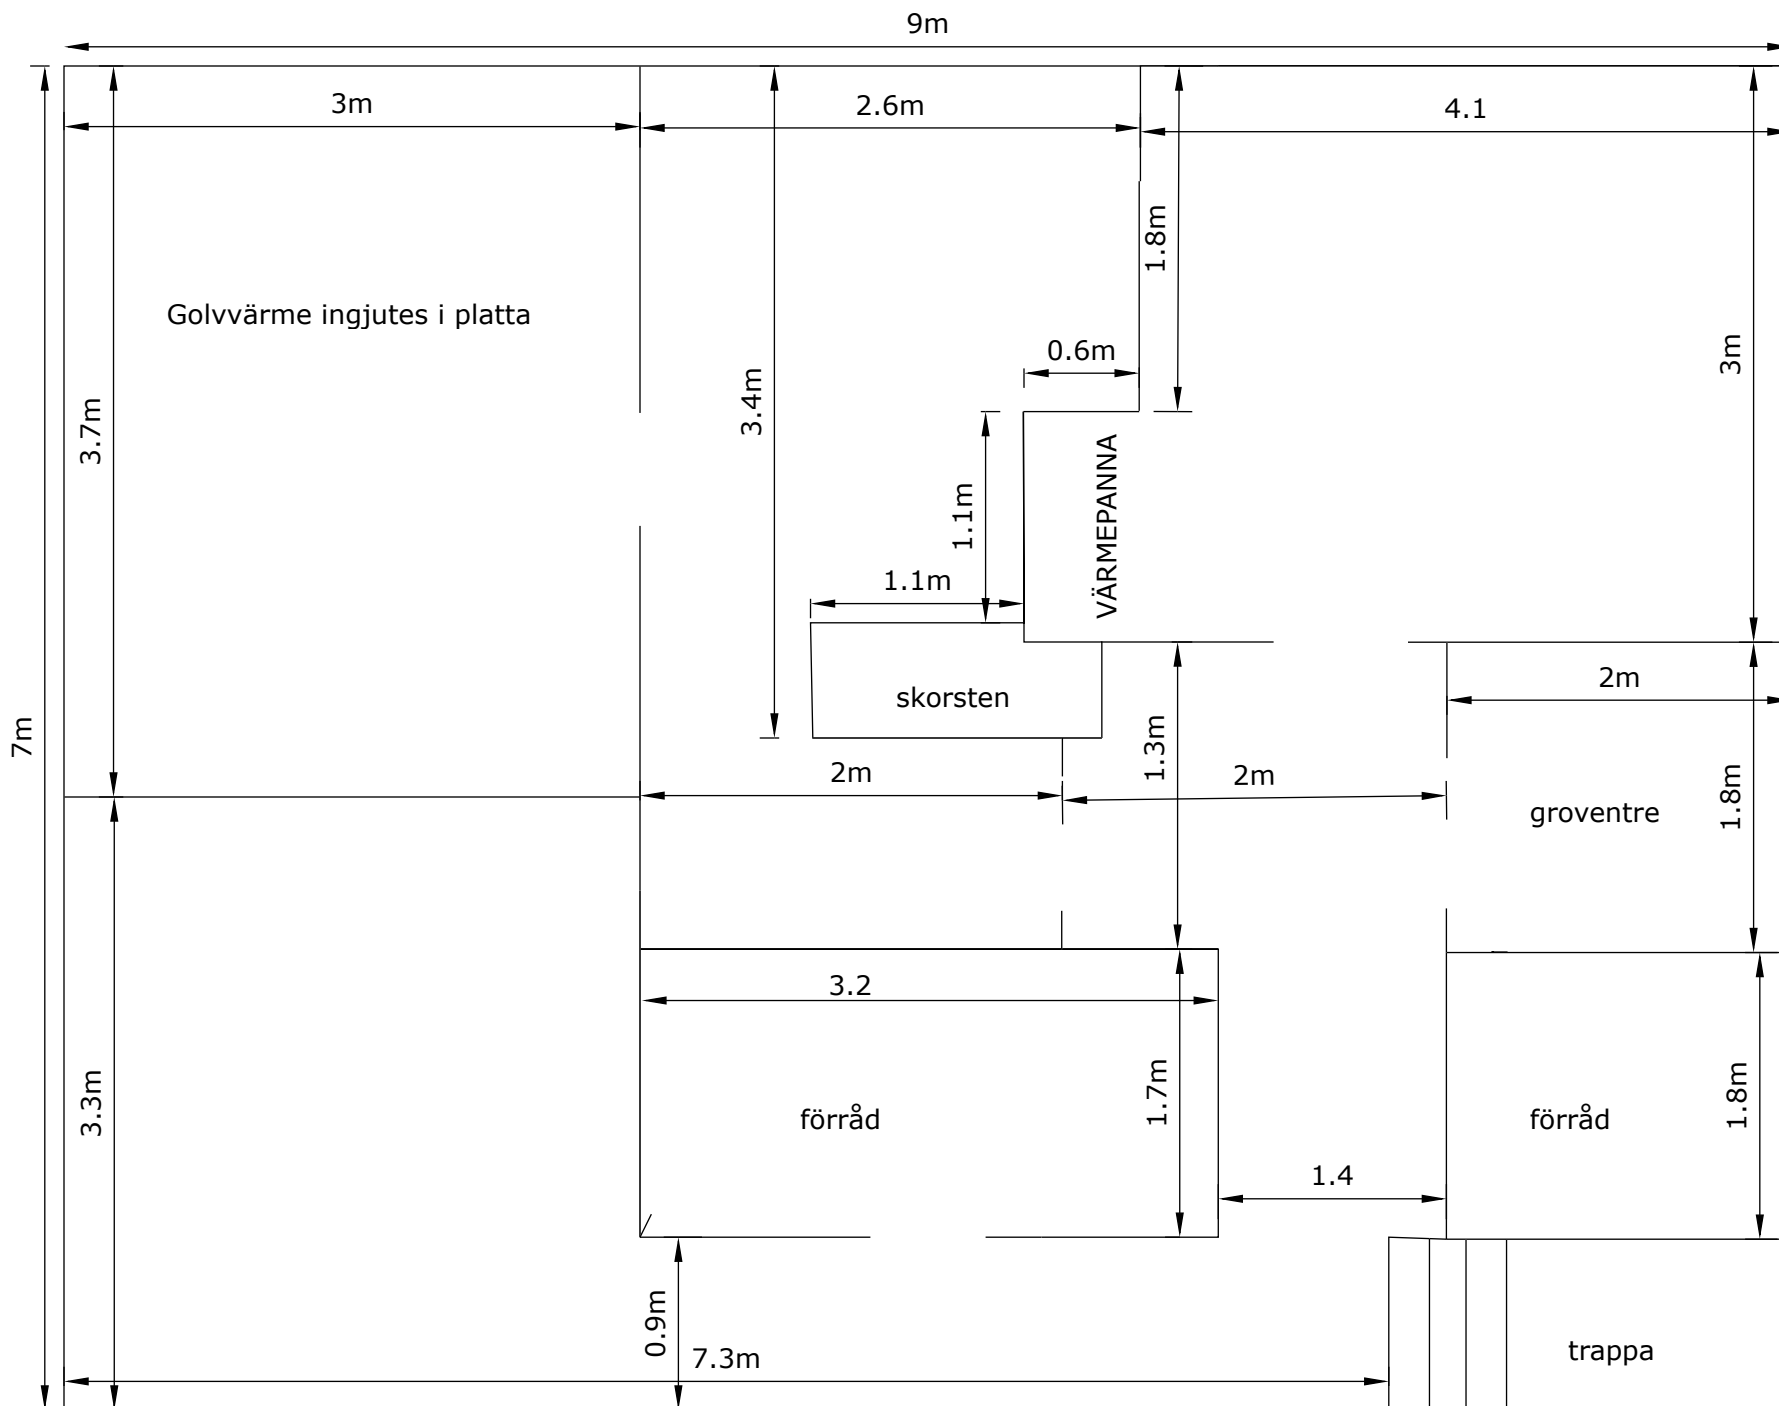 9m
3m
2.6m
4.1
1.8m
Golvvärme ingjutes i platta
0.6m
3m
3.7m
3.4m
VÄRMEPANNA
1.1m
1.1m
2m
skorsten
7m
1.3m
2m
2m
1.8m
groventre
3.2
3.3m
1.7m
1.8m
förråd
förråd
1.4
0.9m
7.3m
trappa